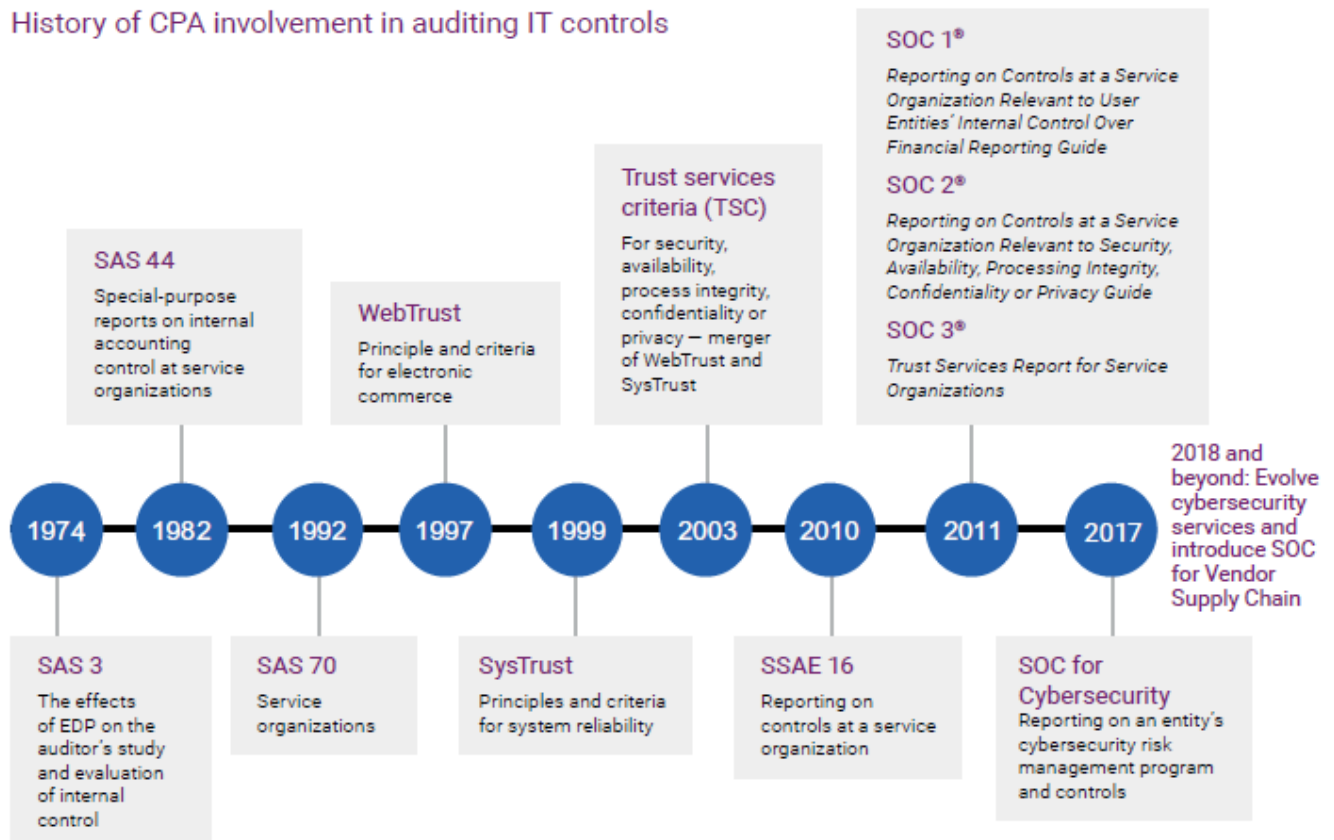 History of CPA involvement in auditing IT controls
SOC 1®
Reporting on Controls at a Service
Organization Relevant to User
Entities' Internal Control Over
Financial Reporting Guide
SOC 2®
Reporting on Controls at a Service
Organization Relevant to Security,
Availability, Processing Integrity,
Confidentiality or Privacy Guide
SOC 3®
Trust Services Report for Service
Organizations
Trust services
criteria (TSC)
For security,
availability,
process integrity,
confidentiality or
privacy — merger
of WebTrust and
SysTrust
SAS 44
Special-purpose
reports on internal
accounting
control at service
organizations
WebTrust
Principle and criteria
for electronic
commerce
1974
1982
1992
1997
1999
2003
2010
2011
2017
2018 and
beyond: Evolve
cybersecurity
services and
introduce SOC
for Vendor
Supply Chain
SAS 3
The effects
of EDP on the
auditor's study
and evaluation
of internal
control
SAS 70
Service
organizations
SysTrust
Principles and criteria
for system reliability
SSAE 16
Reporting on
controls at a service
organization
SOC for
Cybersecurity
Reporting on an entity's
cybersecurity risk
management program
and controls